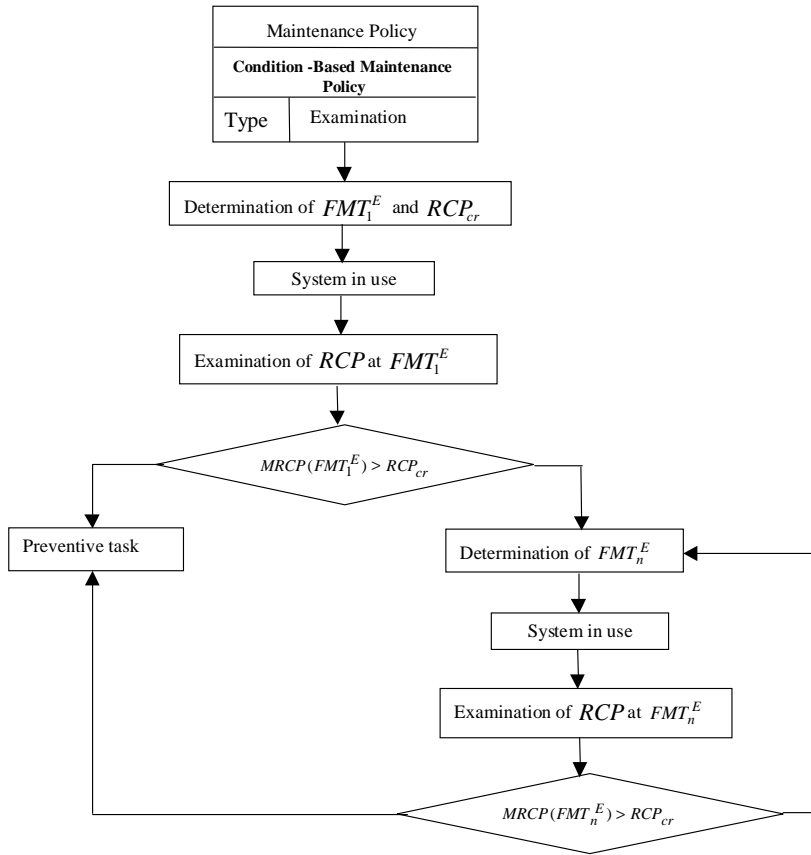 Maintenance Policy
Condition -Based Maintenance
Policy
Type Examination
Determination of FMT_1^E and RCP_cr
System in use
Examination of RCP at FMT_1^E
MRCP(FMT_1^E) > RCP_cr
Preventive task
Determination of FMT_n^E
System in use
Examination of RCP at FMT_n^E
MRCP(FMT_n^E) > RCP_cr